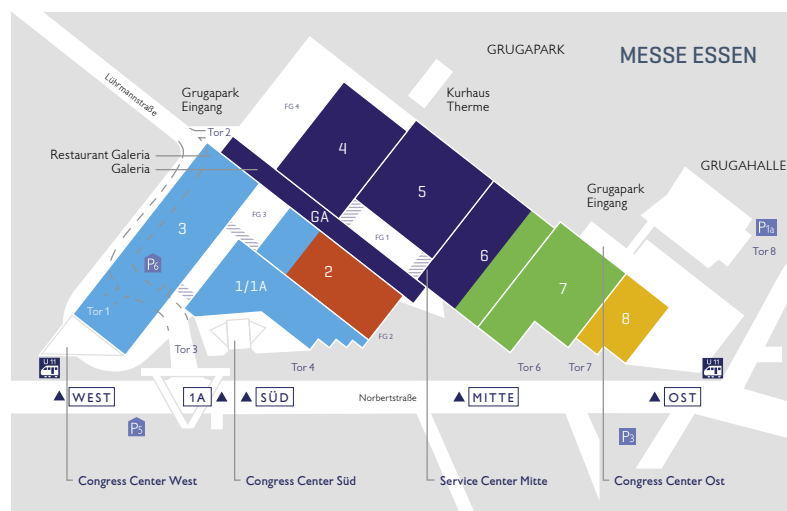 GRUGAPARK
MESSE ESSEN
Lührmannstraße
Grugapark
Eingang
Kurhaus
Therme
FG 4
Tor 2
4
Restaurant Galeria
Galeria
GRUGAHALLE
5
Grugapark
Eingang
3
FG 3
GA
FG 1
P1a
Tor 8
6
P6
2
1/1A
7
Tor 1
8
FG 2
Tor 3
U 11
Tor 4
Tor 6
Tor 7
U 11
WEST
1A
SÜD
Norbertstraße
MITTE
OST
P5
P3
Congress Center West
Congress Center Süd
Service Center Mitte
Congress Center Ost